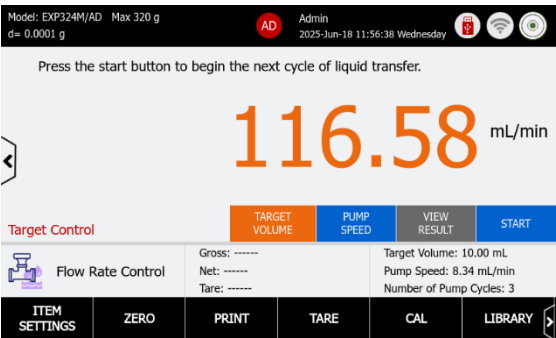 Model: EXP324M/AD Max 320 g
d= 0.0001 g
AD
Admin
2025-Jun-18 11:56:38 Wednesday
Press the start button to begin the next cycle of liquid transfer.
116.58 mL/min
Target Control
TARGET
VOLUME
PUMP
SPEED
VIEW
RESULT
START
Flow Rate Control
Gross: ------
Net: ------
Tare: ------
Target Volume: 10.00 mL
Pump Speed: 8.34 mL/min
Number of Pump Cycles: 3
ITEM
SETTINGS
ZERO
PRINT
TARE
CAL
LIBRARY